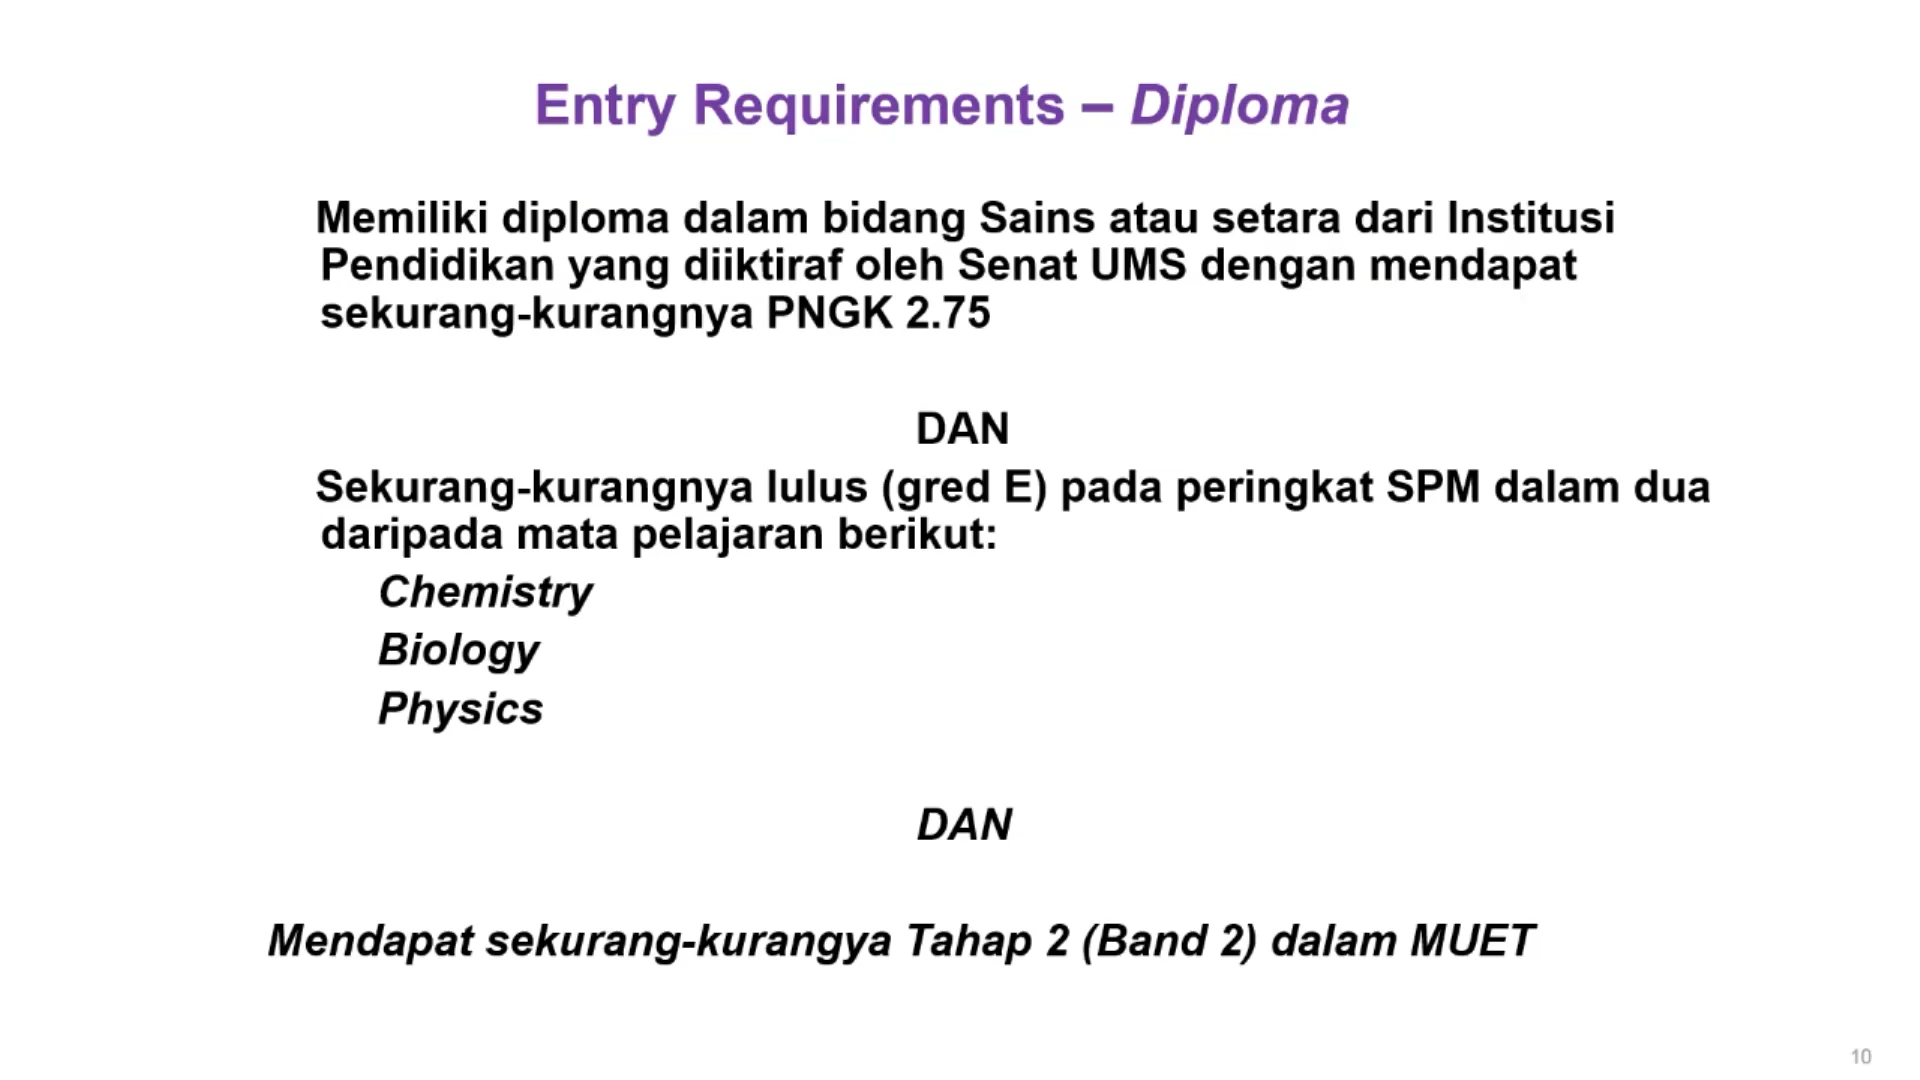 Entry Requirements – Diploma
Memiliki diploma dalam bidang Sains atau setara dari Institusi
Pendidikan yang diiktiraf oleh Senat UMS dengan mendapat
sekurang-kurangnya PNGK 2.75
DAN
Sekurang-kurangnya lulus (gred E) pada peringkat SPM dalam dua
daripada mata pelajaran berikut:
Chemistry
Biology
Physics
DAN
Mendapat sekurang-kurangya Tahap 2 (Band 2) dalam MUET
10